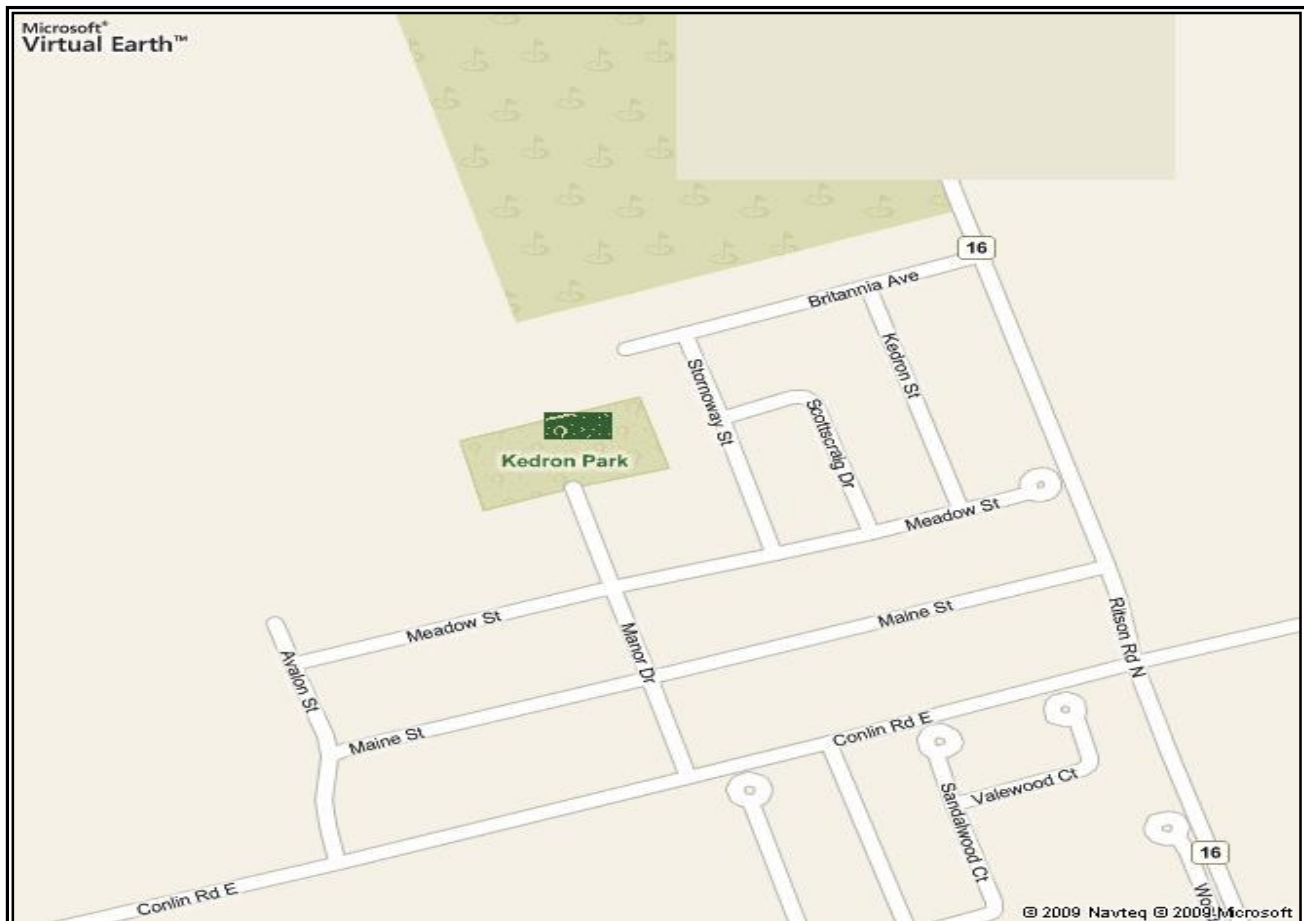 Microsoft®
Virtual Earth™
16
Britannia Ave
Kedron St
Stornoway St
Scottscraig Dr
Kedron Park
Meadow St
Meadow St
Maine St
Ritson Rd N
Manor Dr
Avalon St
Maine St
Conlin Rd E
Valewood Ct
Sandalwood Ct
16
Conlin Rd E
© 2009 Navteq © 2009 Microsoft